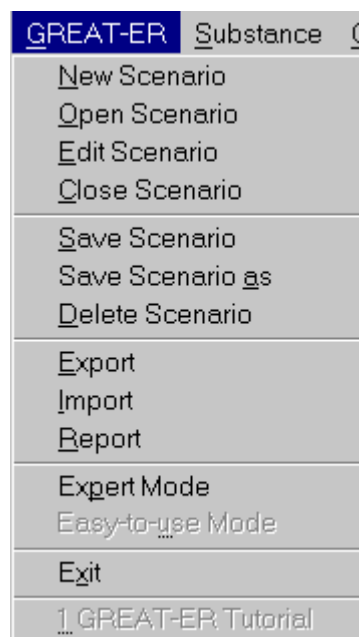 GREAT-ER Substance
New Scenario
Open Scenario
Edit Scenario
Close Scenario
Save Scenario
Save Scenario as
Delete Scenario
Export
Import
Report
Expert Mode
Easy-to-use Mode
Exit
1 GREAT-ER Tutorial